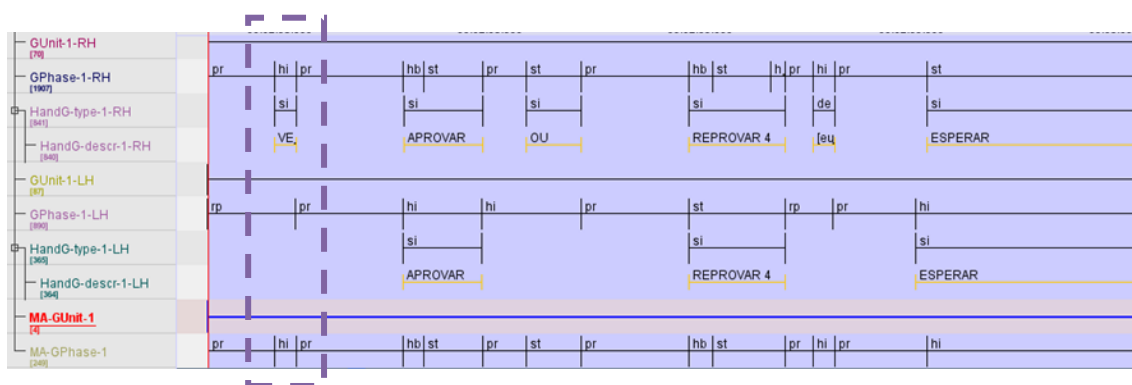 GUnit-1-RH
[70]
GPhase-1-RH pr hi pr hb st pr st pr hb st h, pr hi pr st
[1907]
HandG-type-1-RH si si si si de si
[641]
HandG-descr-1-RH VE, APROVAR OU REPROVAR 4 [eu ESPERAR
[640]
GUnit-1-LH
[87]
GPhase-1-LH rp pr hi hi pr st rp pr hi
[890]
HandG-type-1-LH si si si
[365]
HandG-descr-1-LH APROVAR REPROVAR 4 ESPERAR
[364]
MA-GUnit-1
[4]
MA-GPhase-1 pr hi pr hb st pr st pr hb st pr hi pr hi
[249]